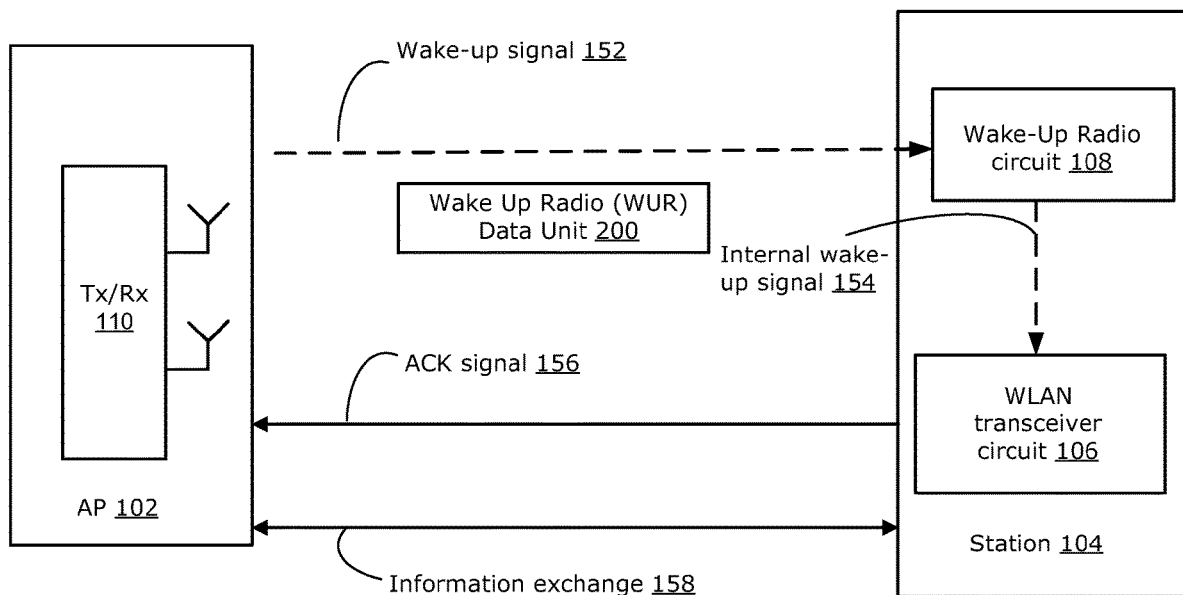 Wake-up signal 152
Wake-Up Radio
circuit 108
Wake Up Radio (WUR)
Data Unit 200
Internal wake-
up signal 154
Tx/Rx
110
ACK signal 156
WLAN
transceiver
circuit 106
AP 102
Station 104
Information exchange 158